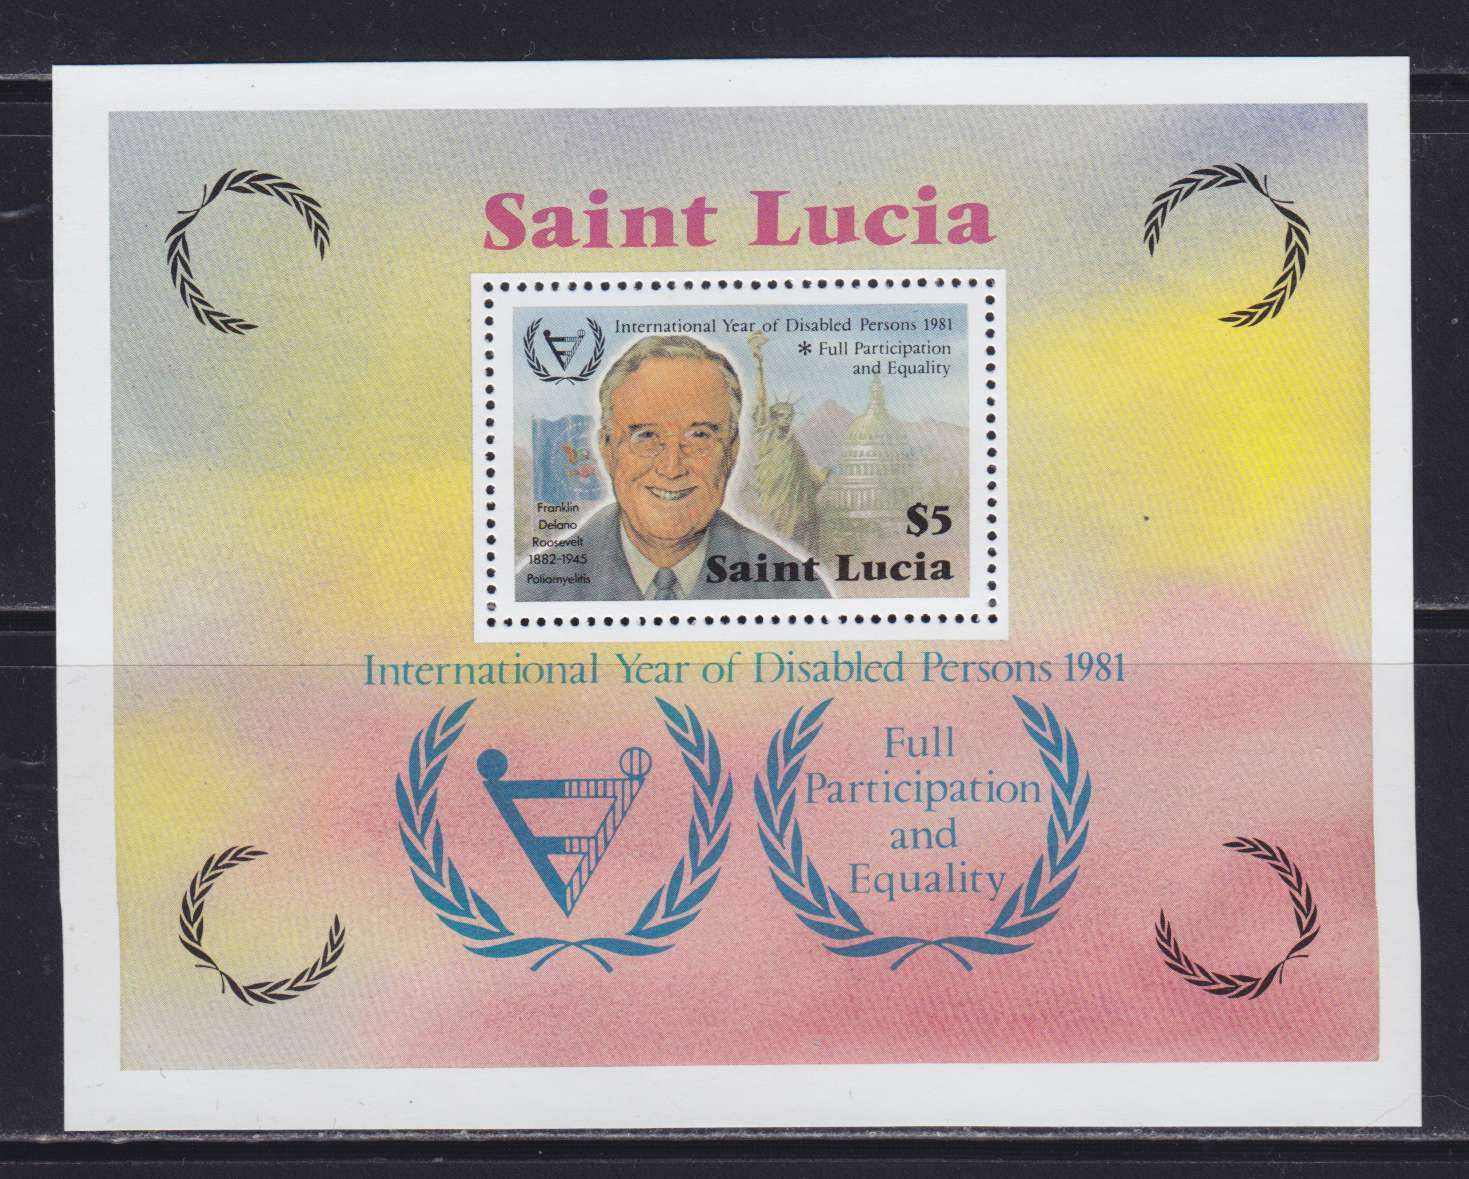 Saint Lucia
International Year of Disabled Persons 1981
* Full Participation
and Equality
Franklin
Delano
Roosevelt
1882-1945
Poliomyelitis
$5
Saint Lucia
International Year of Disabled Persons 1981
Full
Participation
and
Equality